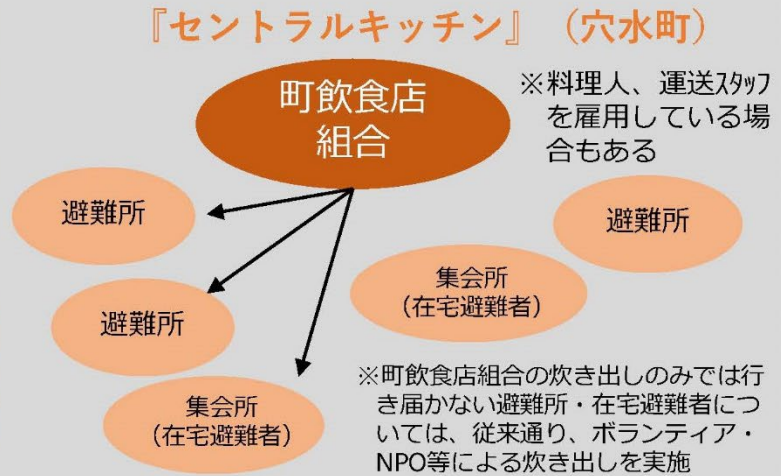 『セントラルキッチン』（穴水町）
町飲食店
組合
※料理人、運送ｽﾀｯﾌ
を雇用している場
合もある
避難所
避難所
集会所
（在宅避難者）
避難所
集会所
（在宅避難者）
※町飲食店組合の炊き出しのみでは行
き届かない避難所・在宅避難者につ
いては、従来通り、ボランティア・
NPO等による炊き出しを実施